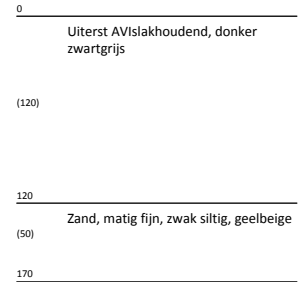 0
Uiterst AVIslakhoudend, donker
zwartgrijs
(120)
120
Zand, matig fijn, zwak siltig, geelbeige
(50)
170